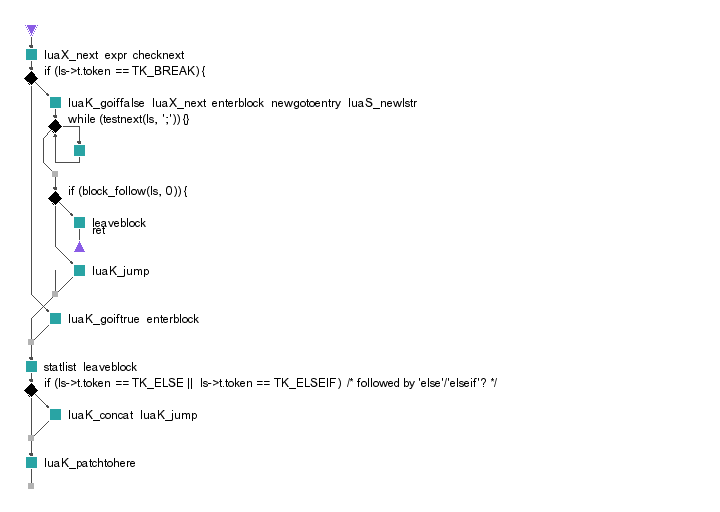 luaX_next expr checknext
if (ls->t.token == TK_BREAK) {
luaK_goiffalse luaX_next enterblock newgotoentry luaS_newlstr
while (testnext(ls, ';')) {}
if (block_follow(ls, 0)) {
leaveblock
ret
luaK_jump
luaK_goiftrue enterblock
statlist leaveblock
if (ls->t.token == TK_ELSE || ls->t.token == TK_ELSEIF) /* followed by 'else'/'elseif'? */
luaK_concat luaK_jump
luaK_patchtohere